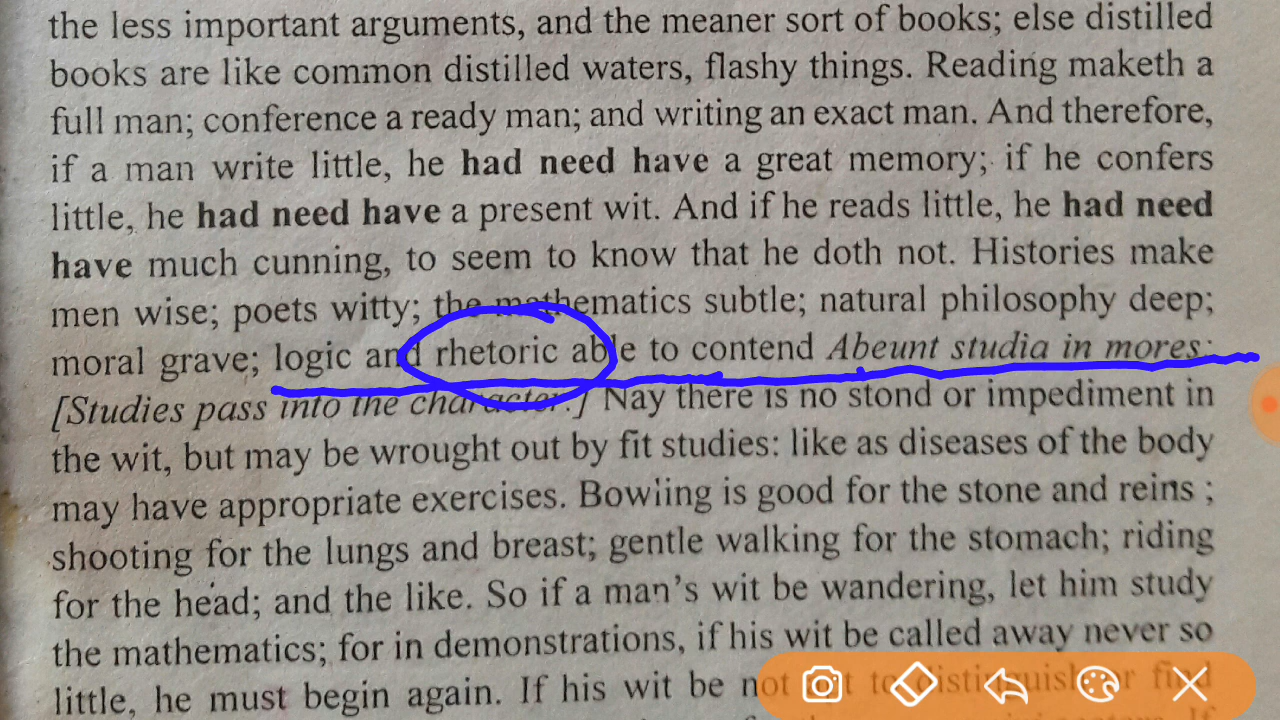 the less important arguments, and the meaner sort of books; else distilled
books are like common distilled waters, flashy things. Reading maketh a
full man; conference a ready man; and writing an exact man. And therefore,
if a man write little, he had need have a great memory; if he confers
little, he had need have a present wit. And if he reads little, he had need
have much cunning, to seem to know that he doth not. Histories make
men wise; poets witty; the mathematics subtle; natural philosophy deep;
moral grave; logic and rhetoric able to contend Abeunt studia in mores:
[Studies pass into the character.] Nay there is no stond or impediment in
the wit, but may be wrought out by fit studies: like as diseases of the body
may have appropriate exercises. Bowling is good for the stone and reins ;
shooting for the lungs and breast; gentle walking for the stomach; riding
for the head; and the like. So if a man's wit be wandering, let him study
the mathematics; for in demonstrations, if his wit be called away never so
little, he must begin again. If his wit be not apt to distinguish or find